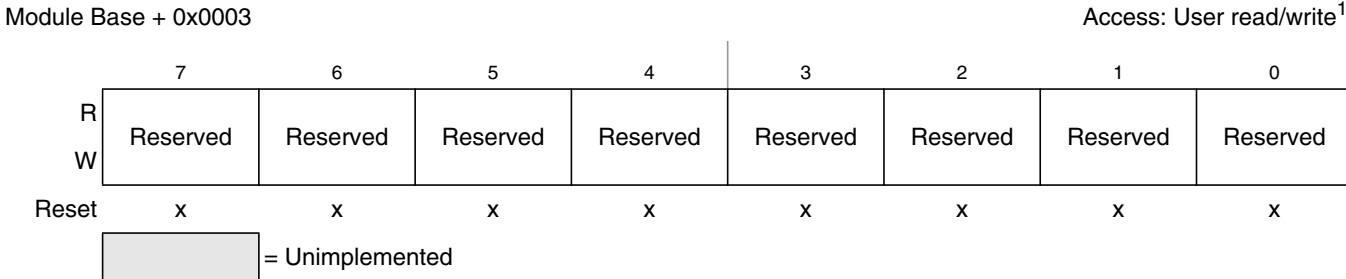 Module Base + 0x0003 Access: User read/write1
7 6 5 4 3 2 1 0
R
Reserved Reserved Reserved Reserved Reserved Reserved Reserved Reserved
W
Reset x x x x x x x x
= Unimplemented